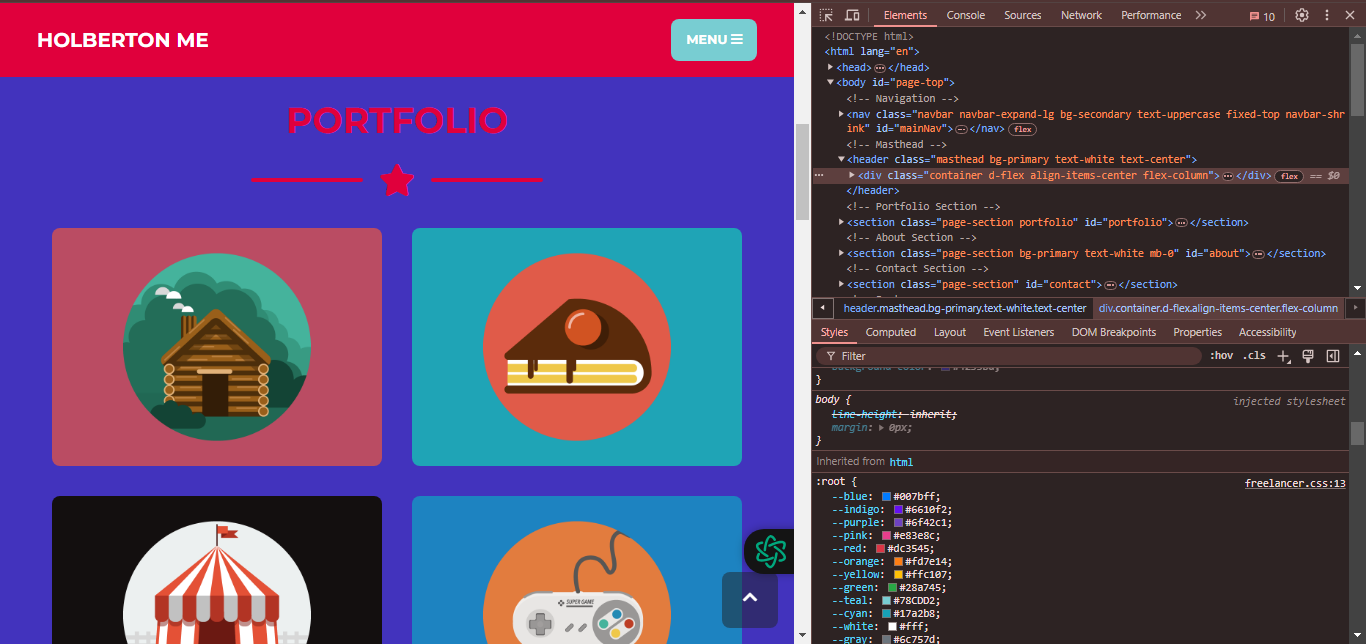 HOLBERTON ME
MENU
PORTFOLIO
SUPER GAME
Elements Console Sources Network Performance 10
<!DOCTYPE html>
<html lang="en">
<head> </head>
<body id="page-top">
<!-- Navigation -->
<nav class="navbar navbar-expand-lg bg-secondary text-uppercase fixed-top navbar-shr
ink" id="mainNav"> </nav> flex
<!-- Masthead -->
<header class="masthead bg-primary text-white text-center">
<div class="container d-flex align-items-center flex-column"> </div> flex == $0
</header>
<!-- Portfolio Section -->
<section class="page-section portfolio" id="portfolio"> </section>
<!-- About Section -->
<section class="page-section bg-primary text-white mb-0" id="about"> </section>
<!-- Contact Section -->
<section class="page-section" id="contact"> </section>
header.masthead.bg-primary.text-white.text-center div.container.d-flex.align-items-center.flex-column
Styles Computed Layout Event Listeners DOM Breakpoints Properties Accessibility
Filter :hov .cls
}
body { injected stylesheet
line-height: inherit;
margin: 0px;
}
Inherited from html
:root { freelancer.css:13
--blue: #007bff;
--indigo: #6610f2;
--purple: #6f42c1;
--pink: #e83e8c;
--red: #dc3545;
--orange: #fd7e14;
--yellow: #ffc107;
--green: #28a745;
--teal: #78CDD2;
--cyan: #17a2b8;
--white: #fff;
--gray: #6c757d;